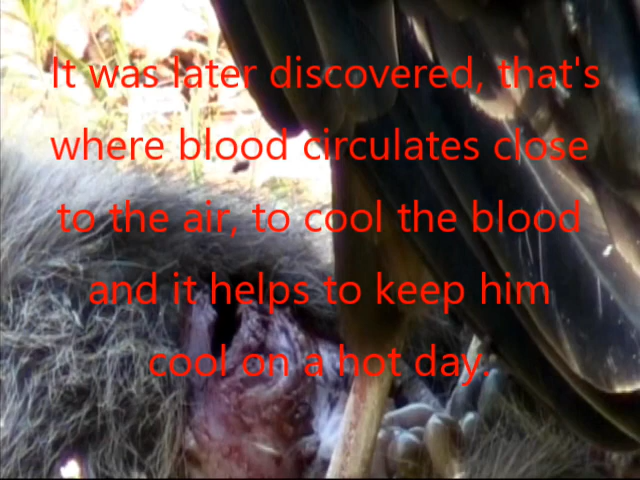 It was later discovered, that's
where blood circulates close
to the air, to cool the blood
and it helps to keep him
cool on a hot day.